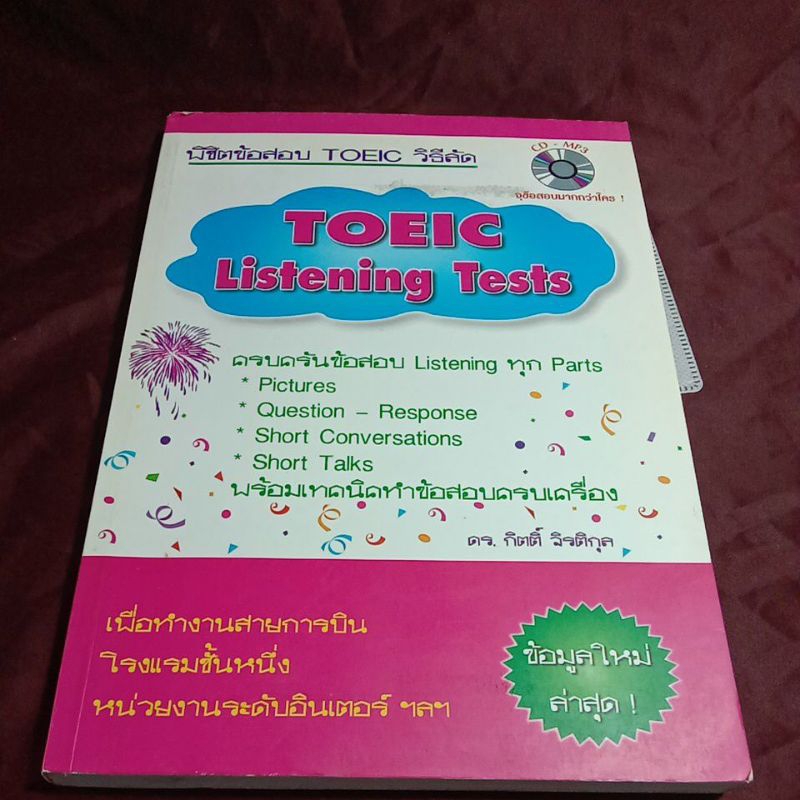 พิชิตข้อสอบ TOEIC วิธีลัด
CD - MP3
จุข้อสอบมากกว่าใคร !
TOEIC
Listening Tests
ครบครันข้อสอบ Listening ทุก Parts
* Pictures
* Question – Response
* Short Conversations
* Short Talks
พร้อมเทคนิคทำข้อสอบครบเครื่อง
ดร. กิตติ์ จิรติกุล
เพื่อทำงานสายการบิน
โรงแรมชั้นหนึ่ง
หน่วยงานระดับอินเตอร์ ฯลฯ
ข้อมูลใหม่
ล่าสุด !